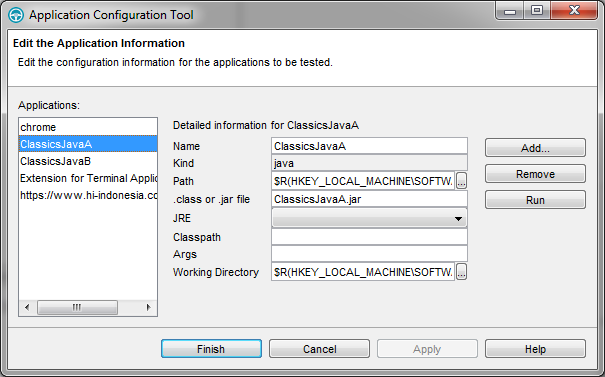 Application Configuration Tool
Edit the Application Information
Edit the configuration information for the applications to be tested.
Applications:
chrome
ClassicsJavaA
ClassicsJavaB
Extension for Terminal Applic
https://www.hi-indonesia.co
Detailed information for ClassicsJavaA
Name ClassicsJavaA
Kind java
Path $R(HKEY_LOCAL_MACHINE\SOFTW. ...
.class or .jar file ClassicsJavaA.jar
JRE
Classpath
Args
Working Directory $R(HKEY_LOCAL_MACHINE\SOFTW. ...
Add...
Remove
Run
Finish Cancel Apply Help